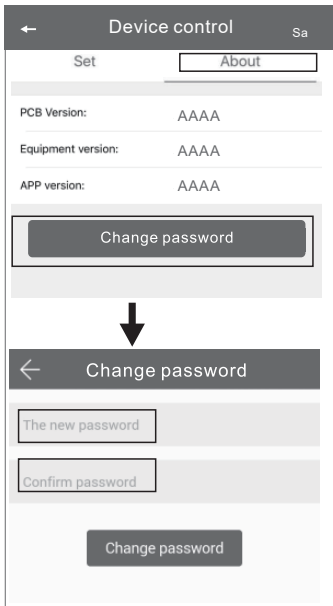 Device control
Sa
Set About
PCB Version: AAAA
Equipment version: AAAA
APP version: AAAA
Change password
Change password
The new password
Confirm password
Change password